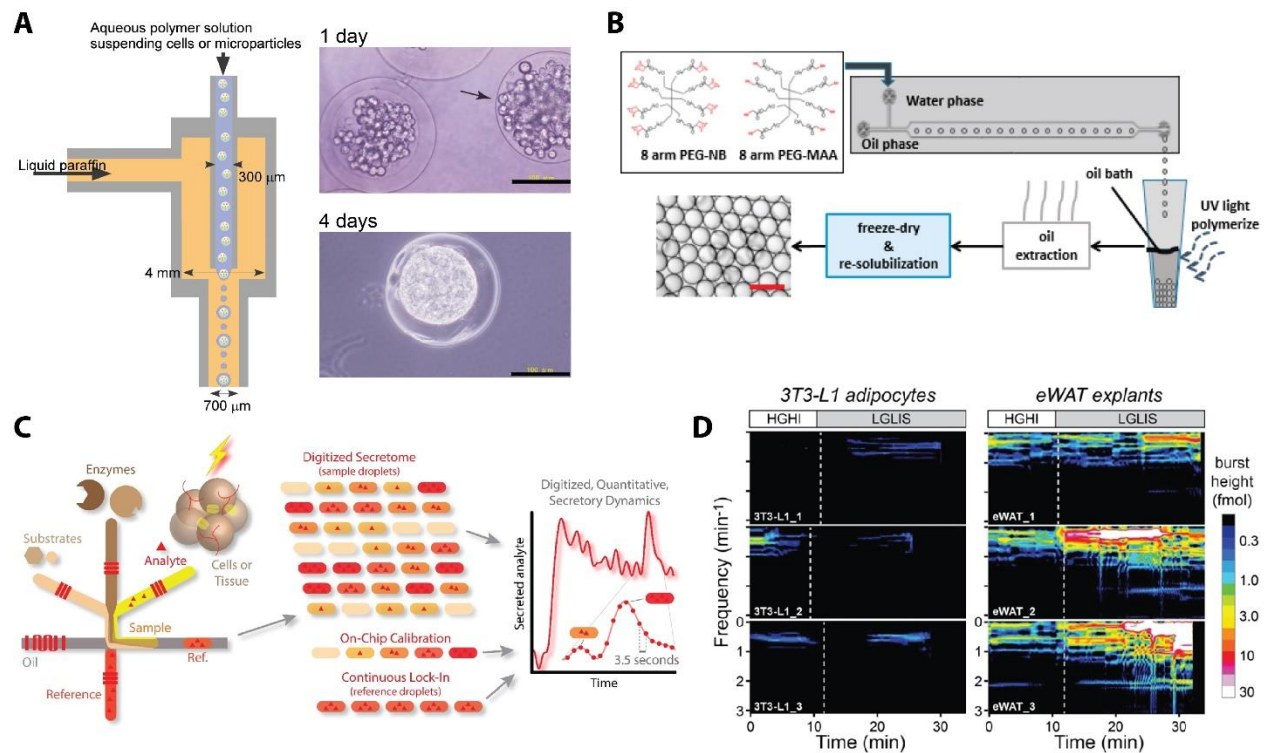 A
Aqueous polymer solution
suspending cells or microparticles
Liquid paraffin
300 μm
4 mm
700 μm
1 day
4 days
100 μm
B
8 arm PEG-NB
8 arm PEG-MAA
Water phase
Oil phase
oil bath
UV light
polymerize
oil
extraction
freeze-dry
&
re-solubilization
C
Enzymes
Substrates
Analyte
Cells or
Tissue
Sample
Oil
Ref.
Reference
Digitized Secretome
(sample droplets)
On-Chip Calibration
Continuous Lock-In
(reference droplets)
Digitized, Quantitative,
Secretory Dynamics
Secreted analyte
3.5 seconds
Time
D
3T3-L1 adipocytes
eWAT explants
HGHI
LGLIS
HGHI
LGLIS
3T3-L1_1
eWAT_1
3T3-L1_2
eWAT_2
3T3-L1_3
eWAT_3
Frequency (min-1)
0
1
2
3
0 10 20 30
Time (min)
0 10 20 30
Time (min)
burst
height
(fmol)
0.3
1.0
3.0
10
30